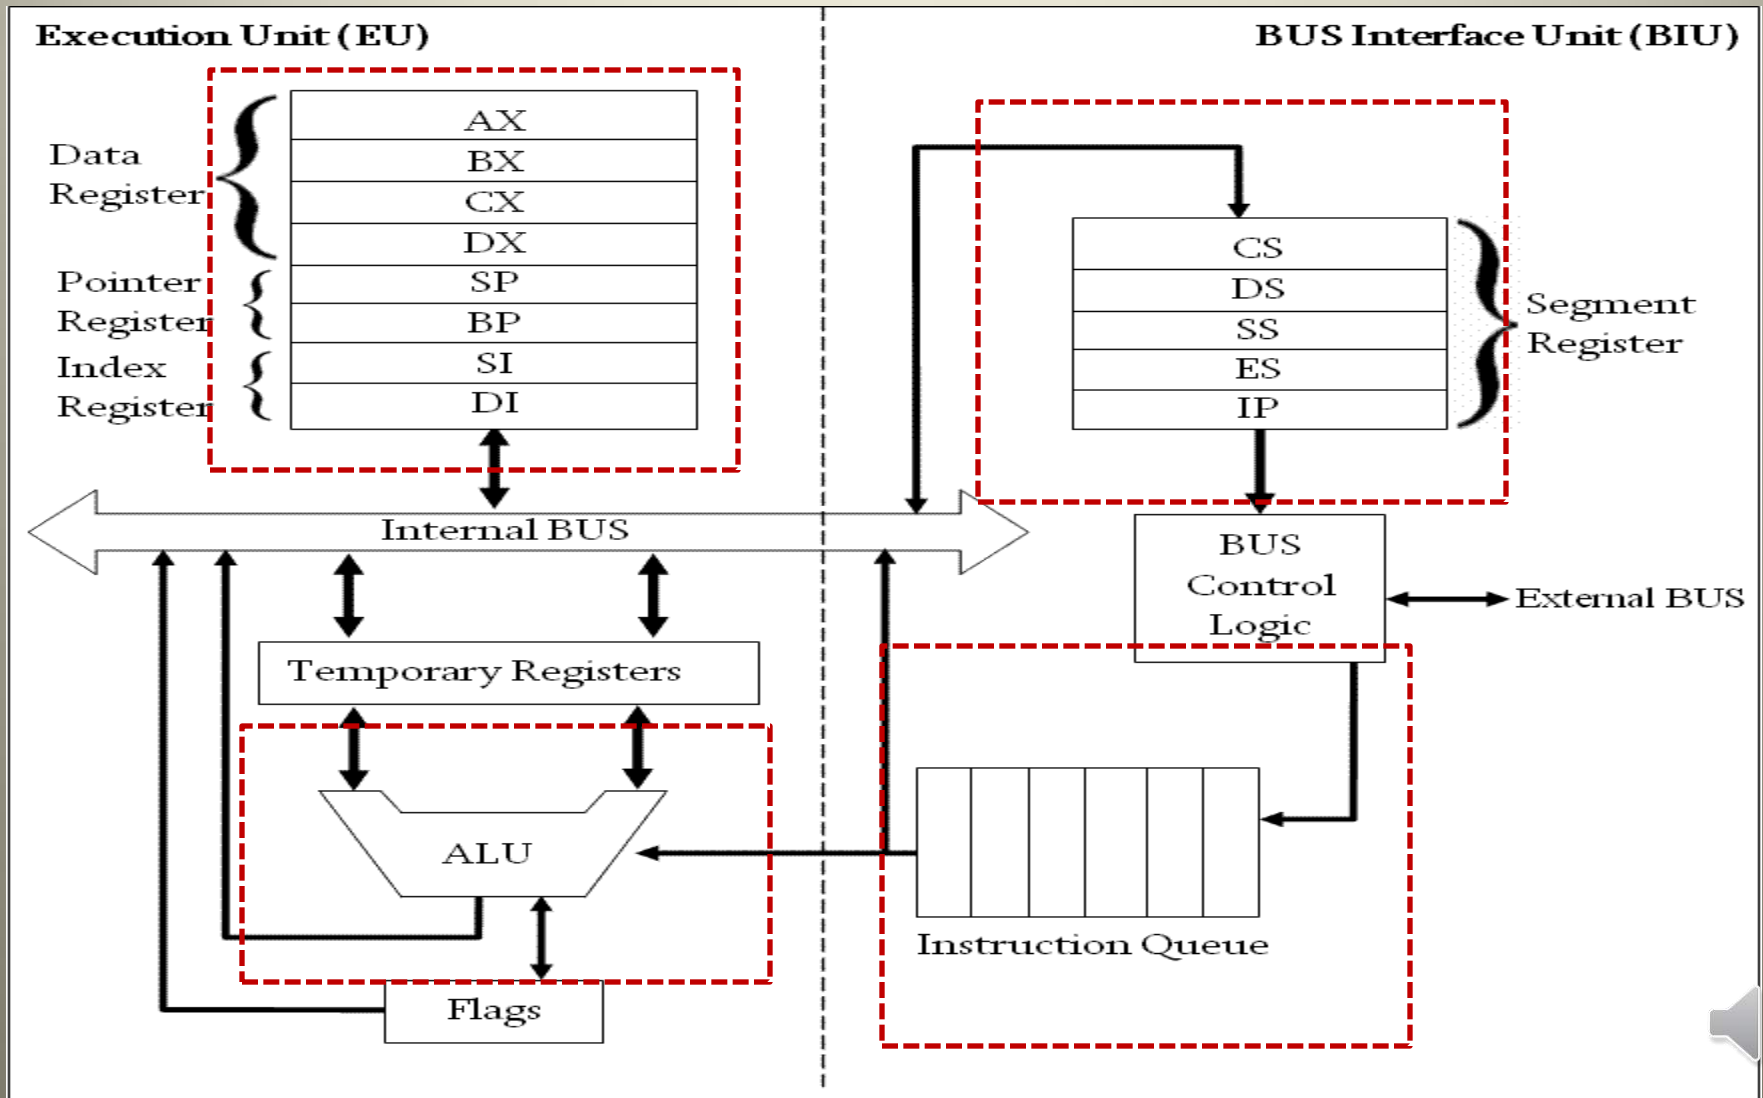 Execution Unit (EU)
BUS Interface Unit (BIU)
Data
Register
Pointer
Register
Index
Register
AX
BX
CX
DX
SP
BP
SI
DI
CS
DS
SS
ES
IP
Segment
Register
Internal BUS
BUS
Control
Logic
External BUS
Temporary Registers
ALU
Instruction Queue
Flags